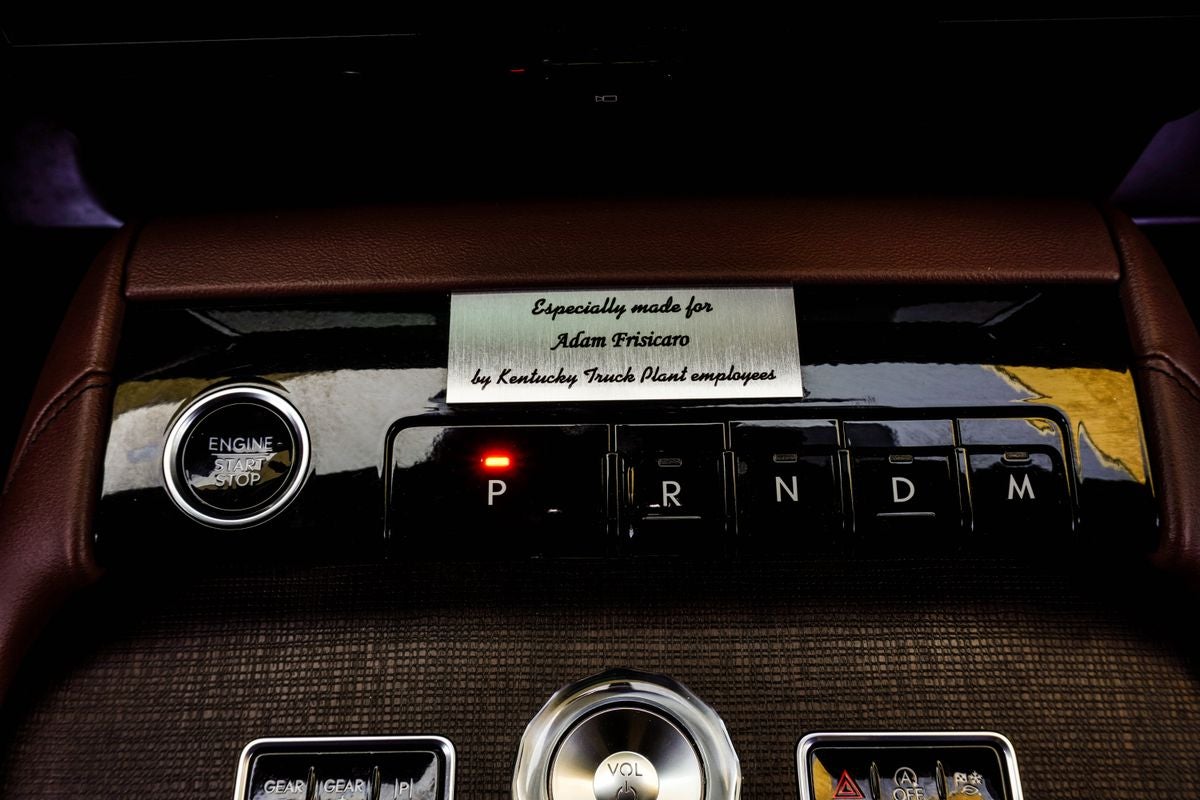 Especially made for
Adam Frisicaro
by Kentucky Truck Plant employees
ENGINE
START
STOP
P
R
N
D
M
VOL
GEAR
GEAR
|P|
A
OFF